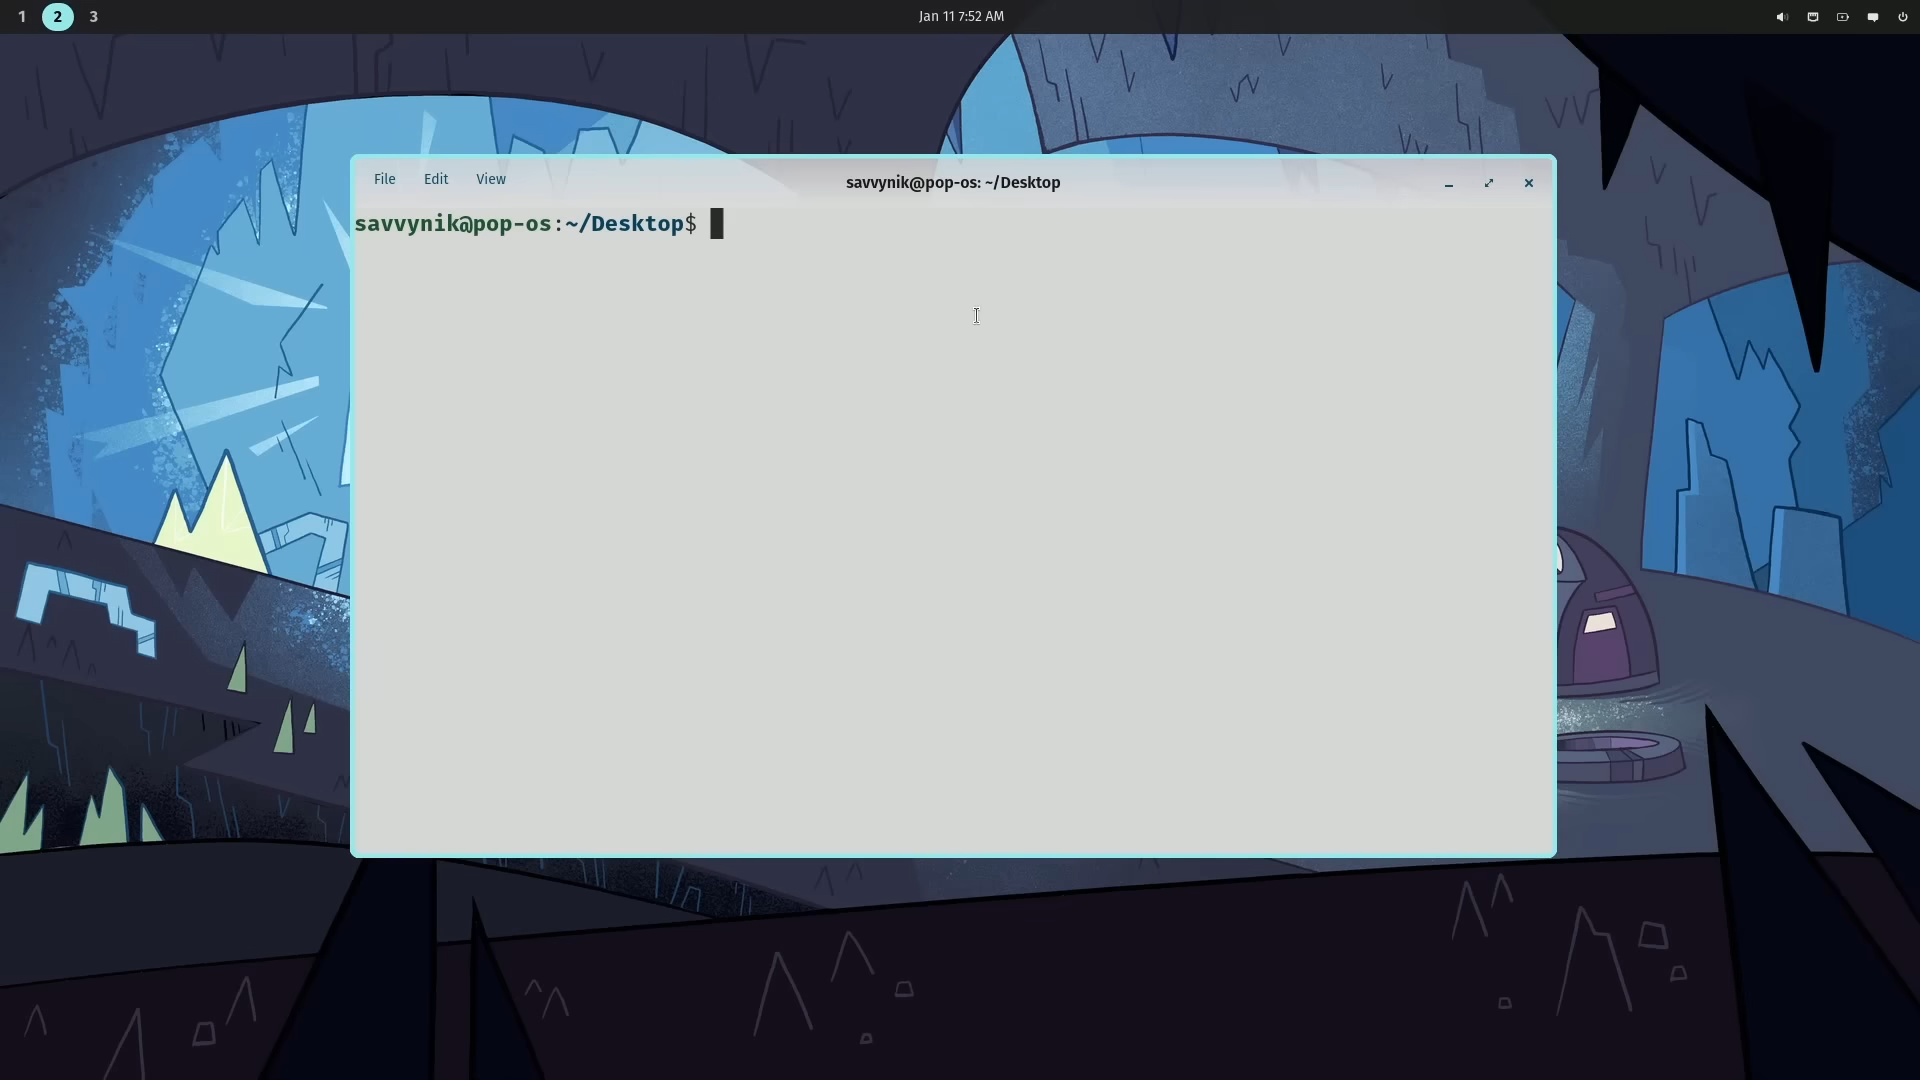 1 2 3 Jan 11 7:52 AM
File Edit View savvynik@pop-os: ~/Desktop
savvynik@pop-os:~/Desktop$